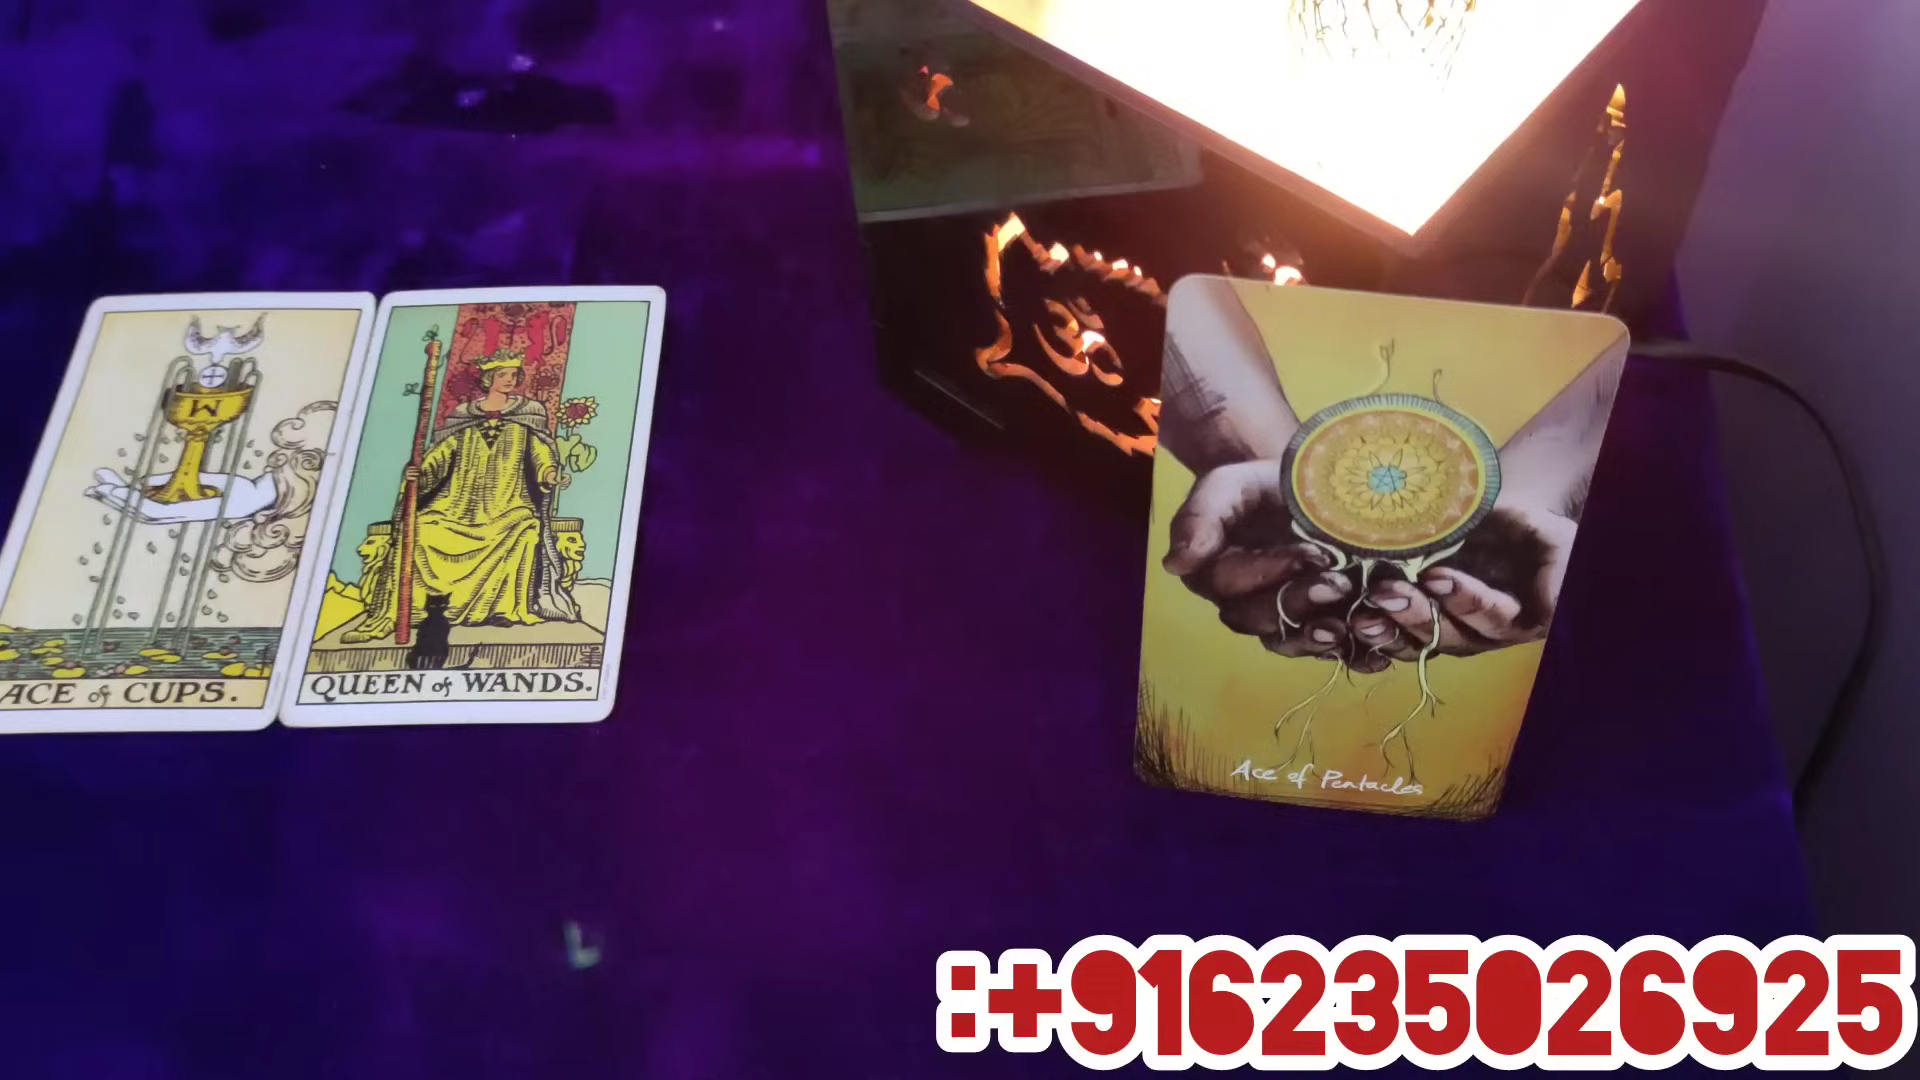 ACE of CUPS.
QUEEN of WANDS.
Ace of Pentacles
:+916235026925